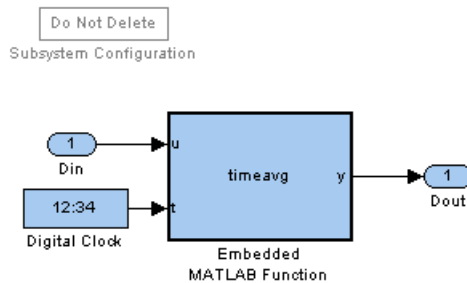 Do Not Delete
Subsystem Configuration
1
u
Din
timeavg
y
1
Dout
12:34
t
Digital Clock
Embedded
MATLAB Function